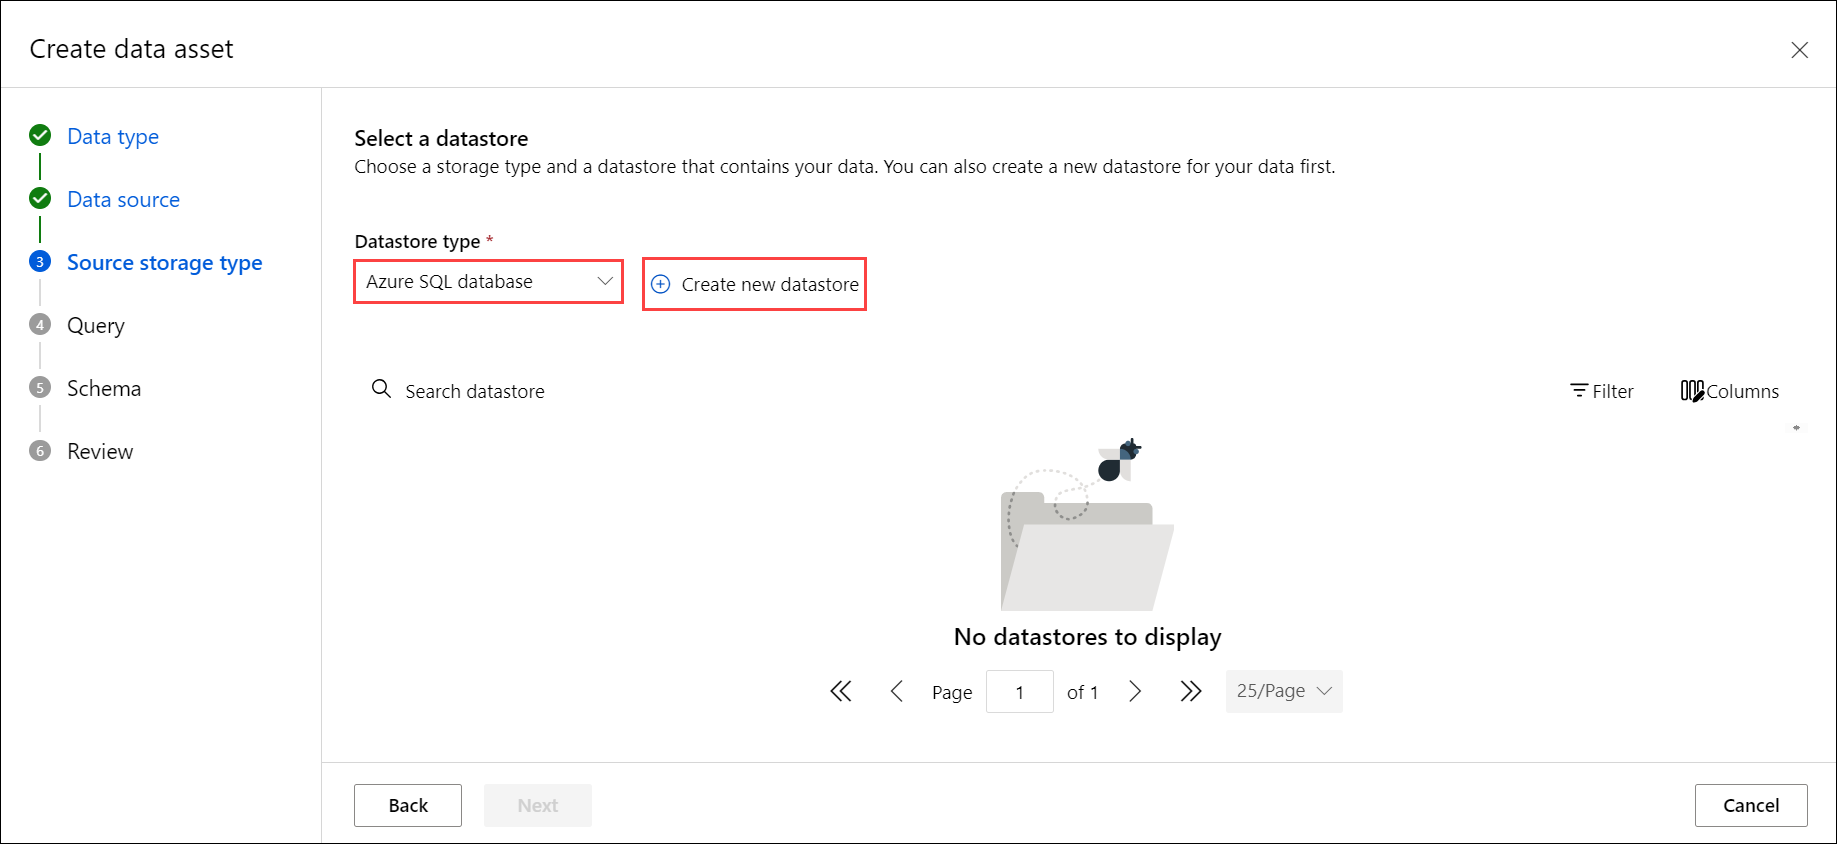 Create data asset
Data type
Data source
3 Source storage type
4 Query
5 Schema
6 Review
Select a datastore
Choose a storage type and a datastore that contains your data. You can also create a new datastore for your data first.
Datastore type *
Azure SQL database
Create new datastore
Search datastore
Filter
Columns
No datastores to display
Page 1 of 1 25/Page
Back
Next
Cancel